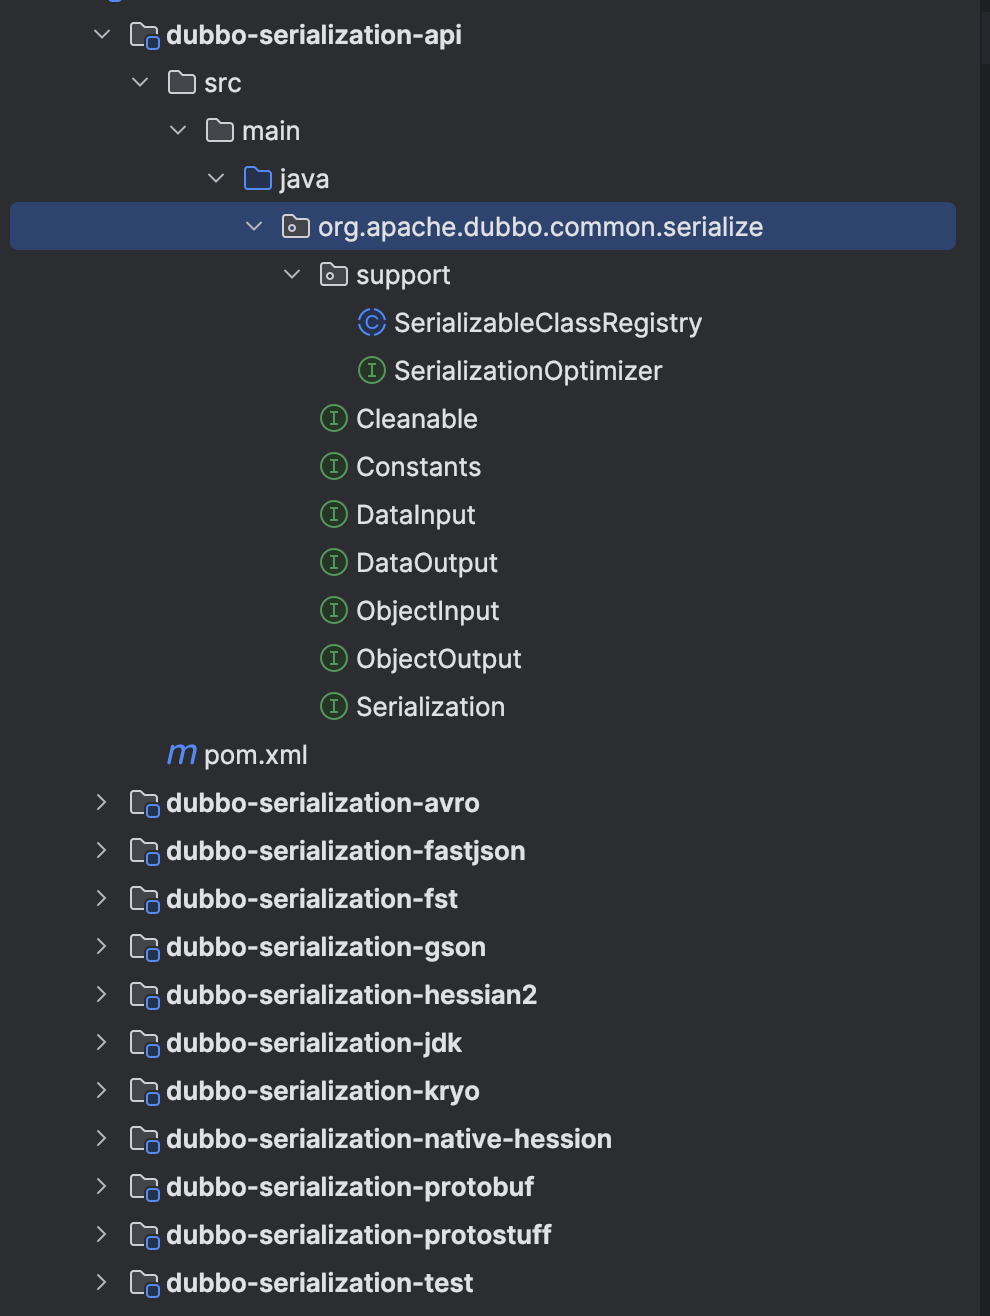 dubbo-serialization-api
src
main
java
org.apache.dubbo.common.serialize
support
SerializableClassRegistry
SerializationOptimizer
Cleanable
Constants
DataInput
DataOutput
ObjectInput
ObjectOutput
Serialization
pom.xml
dubbo-serialization-avro
dubbo-serialization-fastjson
dubbo-serialization-fst
dubbo-serialization-gson
dubbo-serialization-hessian2
dubbo-serialization-jdk
dubbo-serialization-kryo
dubbo-serialization-native-hession
dubbo-serialization-protobuf
dubbo-serialization-protostuff
dubbo-serialization-test